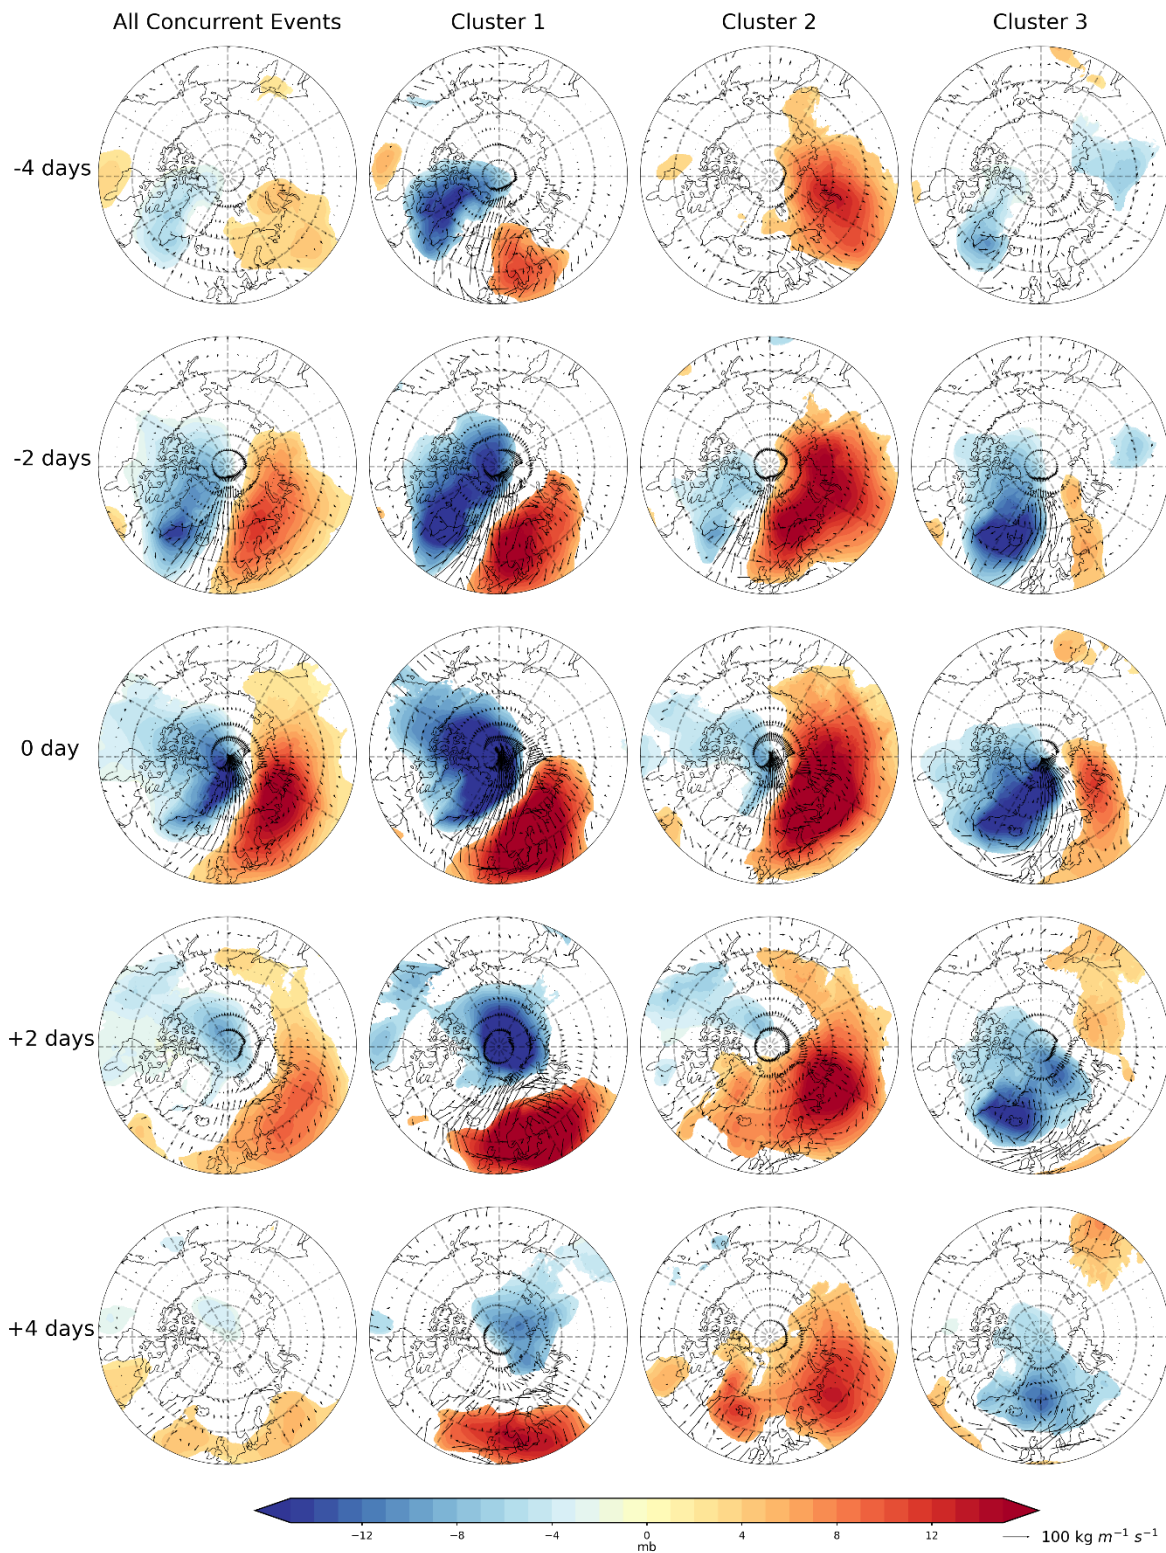 All Concurrent Events Cluster 1 Cluster 2 Cluster 3
-4 days
-2 days
0 day
+2 days
+4 days
−12 −8 −4 0 4 8 12
mb
100 kg m⁻¹ s⁻¹